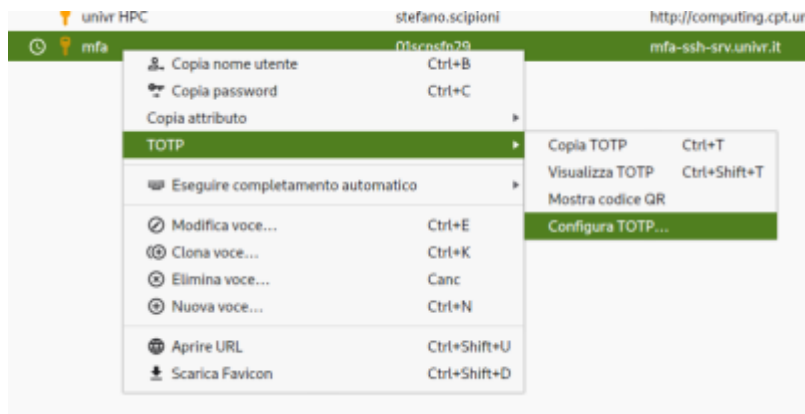 univr HPC stefano.scipioni http://computing.cpt.ur
mfa 01scnsfn29 mfa-ssh-srv.univr.it
Copia nome utente Ctrl+B
Copia password Ctrl+C
Copia attributo
TOTP
Copia TOTP Ctrl+T
Visualizza TOTP Ctrl+Shift+T
Mostra codice QR
Configura TOTP...
Eseguire completamento automatico
Modifica voce... Ctrl+E
Clona voce... Ctrl+K
Elimina voce... Canc
Nuova voce... Ctrl+N
Aprire URL Ctrl+Shift+U
Scarica Favicon Ctrl+Shift+D